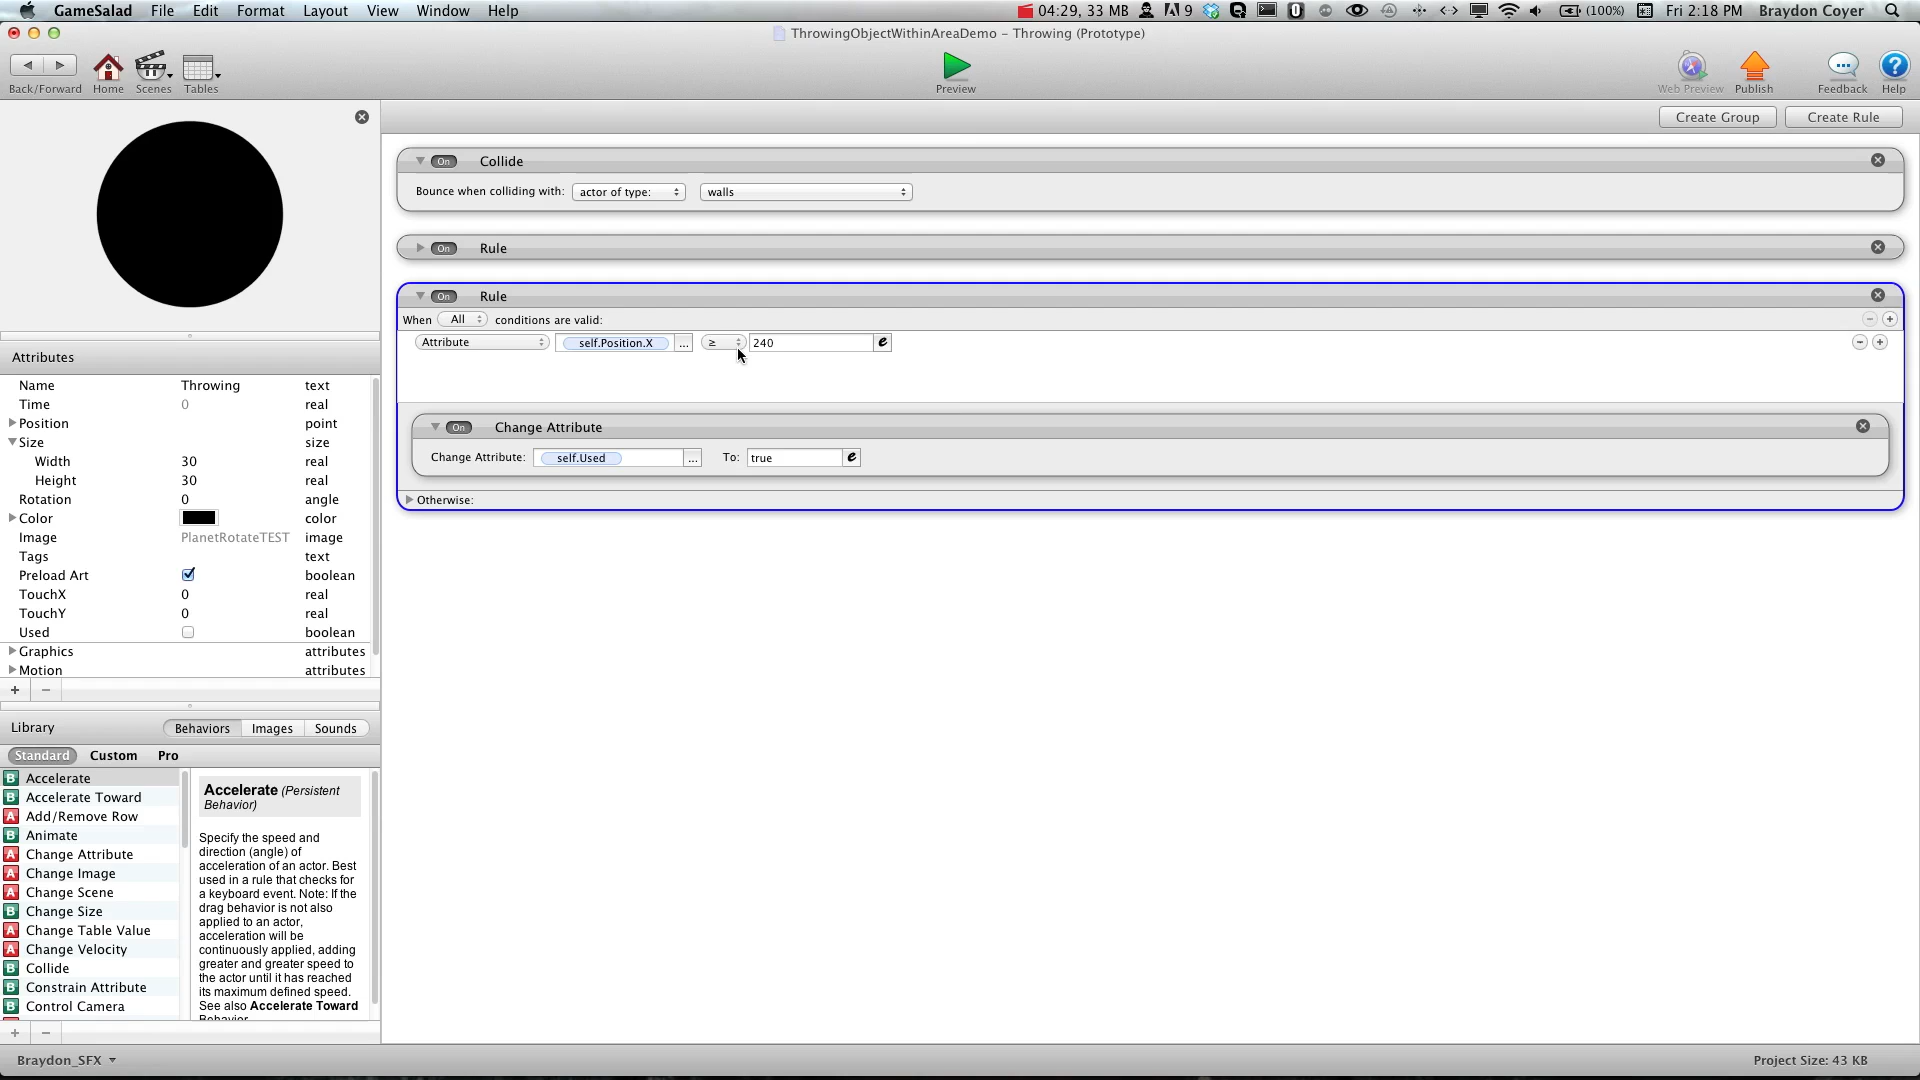 GameSalad File Edit Format Layout View Window Help 04:29, 33 MB 9 (100%) Fri 2:18 PM Braydon Coyer
ThrowingObjectWithinAreaDemo – Throwing (Prototype)
Back/Forward Home Scenes Tables Preview Web Preview Publish Feedback Help
Create Group Create Rule
On Collide
Bounce when colliding with: actor of type: walls
On Rule
On Rule
When All conditions are valid:
Attribute self.Position.X ... ≥ 240 e
On Change Attribute
Change Attribute: self.Used ... To: true e
Otherwise:
Attributes
Name Throwing text
Time 0 real
Position point
Size size
Width 30 real
Height 30 real
Rotation 0 angle
Color color
Image PlanetRotateTEST image
Tags text
Preload Art boolean
TouchX 0 real
TouchY 0 real
Used boolean
Graphics attributes
Motion attributes
+ −
Library Behaviors Images Sounds
Standard Custom Pro
B Accelerate
B Accelerate Toward
A Add/Remove Row
B Animate
A Change Attribute
A Change Image
A Change Scene
B Change Size
A Change Table Value
A Change Velocity
B Collide
B Constrain Attribute
B Control Camera
Accelerate (Persistent
Behavior)
Specify the speed and
direction (angle) of
acceleration of an actor. Best
used in a rule that checks for
a keyboard event. Note: If the
drag behavior is not also
applied to an actor,
acceleration will be
continuously applied, adding
greater and greater speed to
the actor until it has reached
its maximum defined speed.
See also Accelerate Toward
Behavior
+ −
Braydon_SFX Project Size: 43 KB